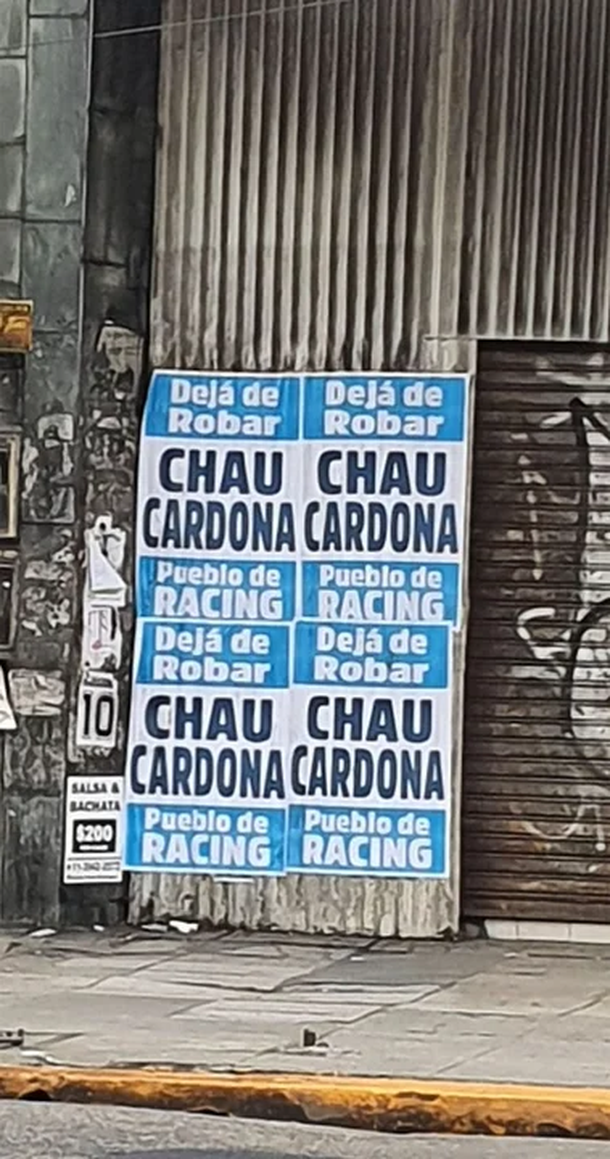 Dejá de
Robar
CHAU
CARDONA
Pueblo de
RACING
Dejá de
Robar
CHAU
CARDONA
Pueblo de
RACING
Dejá de
Robar
CHAU
CARDONA
Pueblo de
RACING
Dejá de
Robar
CHAU
CARDONA
Pueblo de
RACING
10
SALSA &
BACHATA
$200